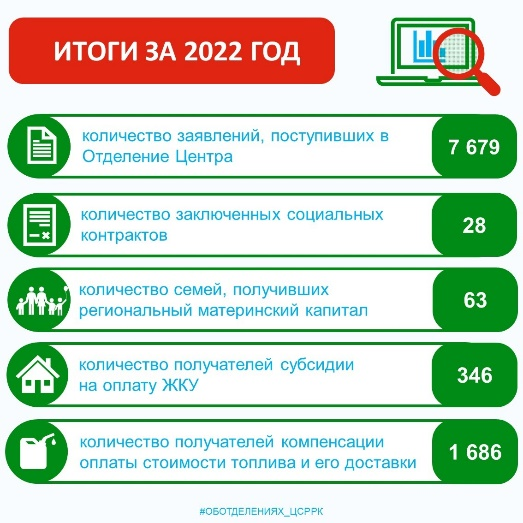 ИТОГИ ЗА 2022 ГОД
количество заявлений, поступивших в
Отделение Центра
7 679
количество заключенных социальных
контрактов
28
количество семей, получивших
региональный материнский капитал
63
количество получателей субсидии
на оплату ЖКУ
346
количество получателей компенсации
оплаты стоимости топлива и его доставки
1 686
#ОБОТДЕЛЕНИЯХ_ЦСРРК